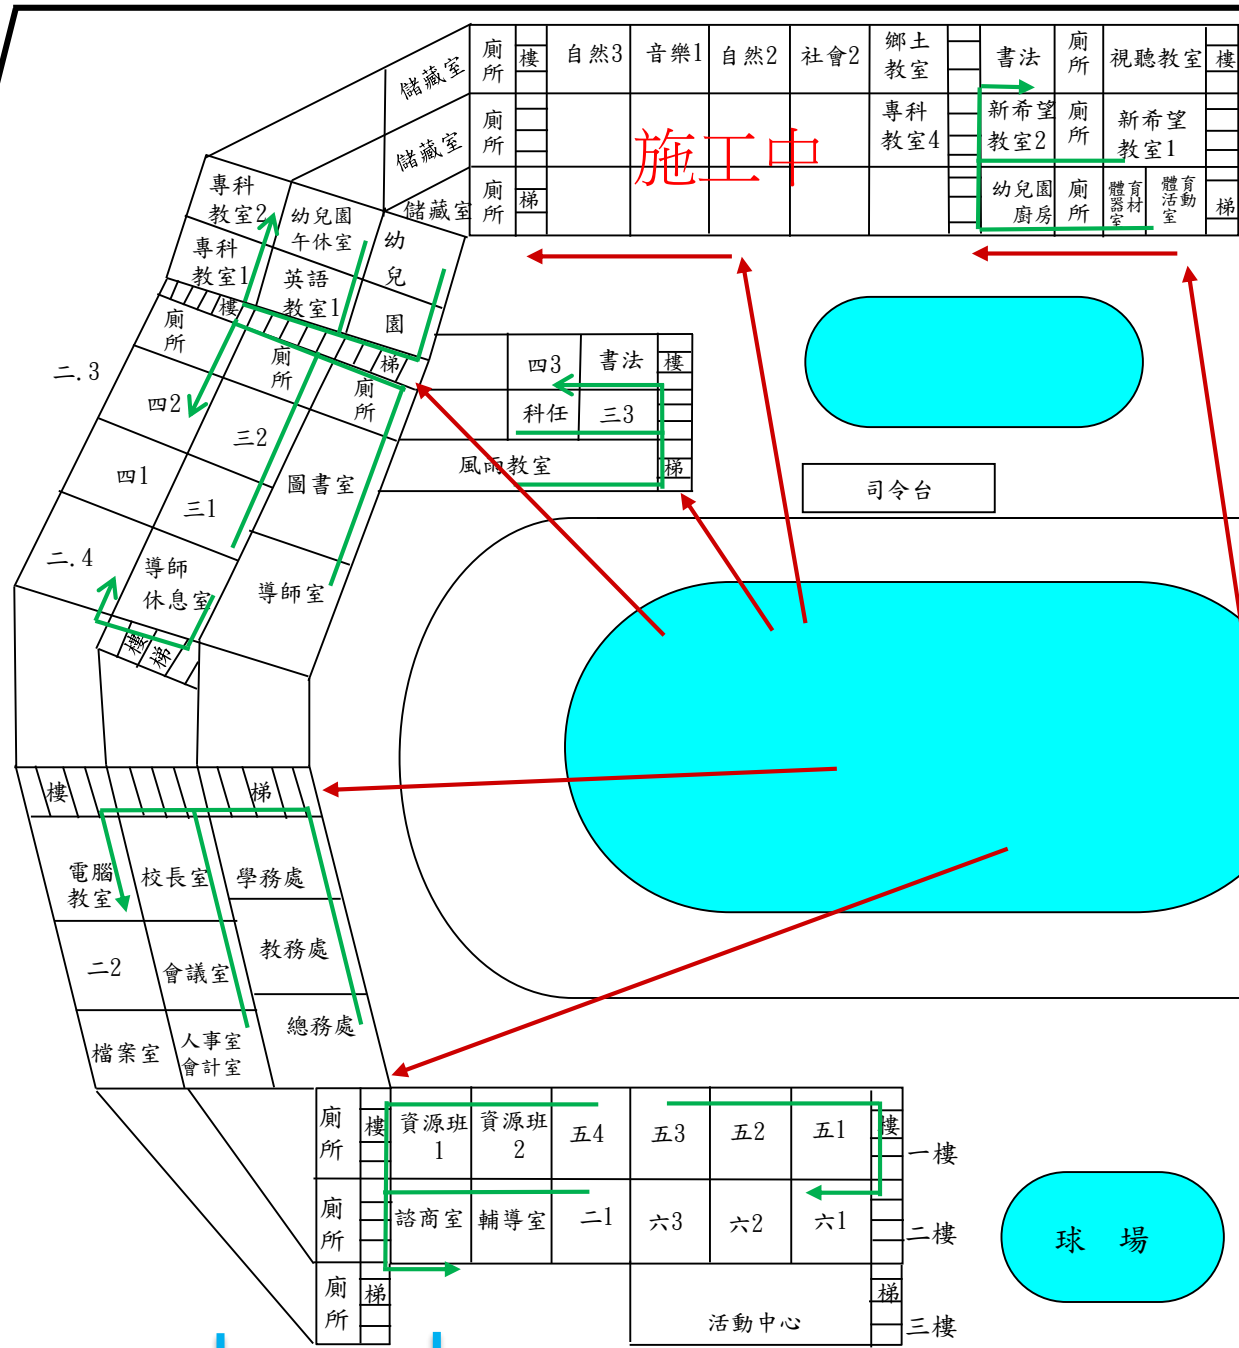 儲藏室
廁所
樓
自然3
音樂1
自然2
社會2
鄉土
教室
書法
廁所
視聽教室
樓
儲藏室
廁所
施工中
專科
教室4
新希望
教室2
廁所
新希望
教室1
儲藏室
廁所
梯
幼兒園
廚房
廁所
體育
器材
室
體育
活動
室
梯
專科
教室2
幼兒園
午休室
幼兒園
專科
教室1
英語
教室1
樓
梯
廁所
廁所
廁所
二.3
四2
三2
圖書室
四1
三1
二.4
導師
休息室
導師室
樓
梯
四3
書法
樓
科任
三3
風雨教室
梯
司令台
樓
梯
電腦
教室
校長室
學務處
二2
會議室
教務處
檔案室
人事室
會計室
總務處
廁所
樓
資源班
1
資源班
2
五4
五3
五2
五1
樓
一樓
廁所
諮商室
輔導室
二1
六3
六2
六1
二樓
廁所
梯
活動中心
梯
三樓
球 場